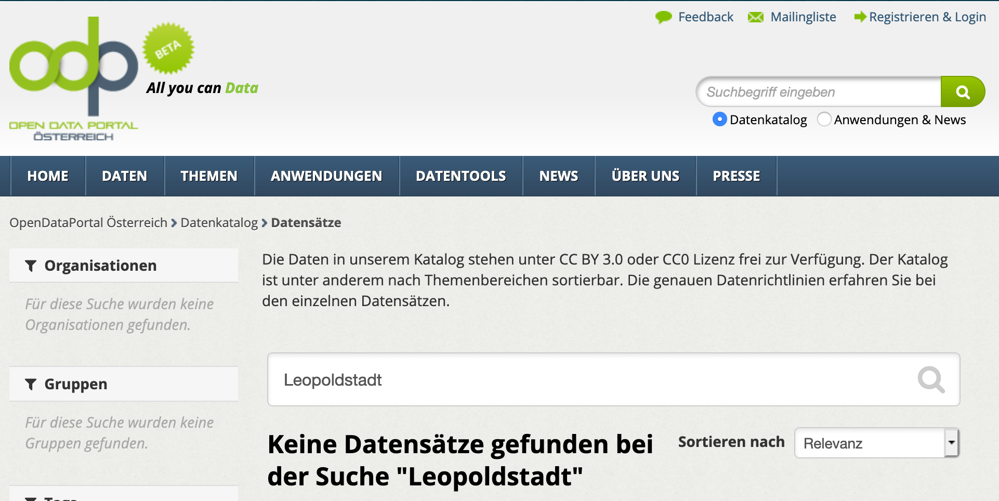 Feedback
Mailingliste
Registrieren & Login
BETA
All you can Data
OPEN DATA PORTAL
ÖSTERREICH
Suchbegriff eingeben
Datenkatalog
Anwendungen & News
HOME
DATEN
THEMEN
ANWENDUNGEN
DATENTOOLS
NEWS
ÜBER UNS
PRESSE
OpenDataPortal Österreich
Datenkatalog
Datensätze
Organisationen
Für diese Suche wurden keine
Organisationen gefunden.
Gruppen
Für diese Suche wurden keine
Gruppen gefunden.
Tags
Die Daten in unserem Katalog stehen unter CC BY 3.0 oder CC0 Lizenz frei zur Verfügung. Der Katalog
ist unter anderem nach Themenbereichen sortierbar. Die genauen Datenrichtlinien erfahren Sie bei
den einzelnen Datensätzen.
Leopoldstadt
Keine Datensätze gefunden bei
der Suche "Leopoldstadt"
Sortieren nach
Relevanz